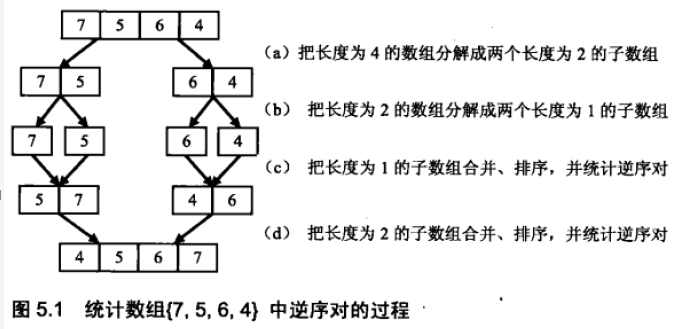 7 5 6 4
(a) 把长度为 4 的数组分解成两个长度为 2 的子数组
7 5 6 4
(b) 把长度为 2 的数组分解成两个长度为 1 的子数组
7 5 6 4
(c) 把长度为 1 的子数组合并、排序，并统计逆序对
5 7 4 6
(d) 把长度为 2 的子数组合并、排序，并统计逆序对
4 5 6 7
图 5.1 统计数组{7, 5, 6, 4} 中逆序对的过程